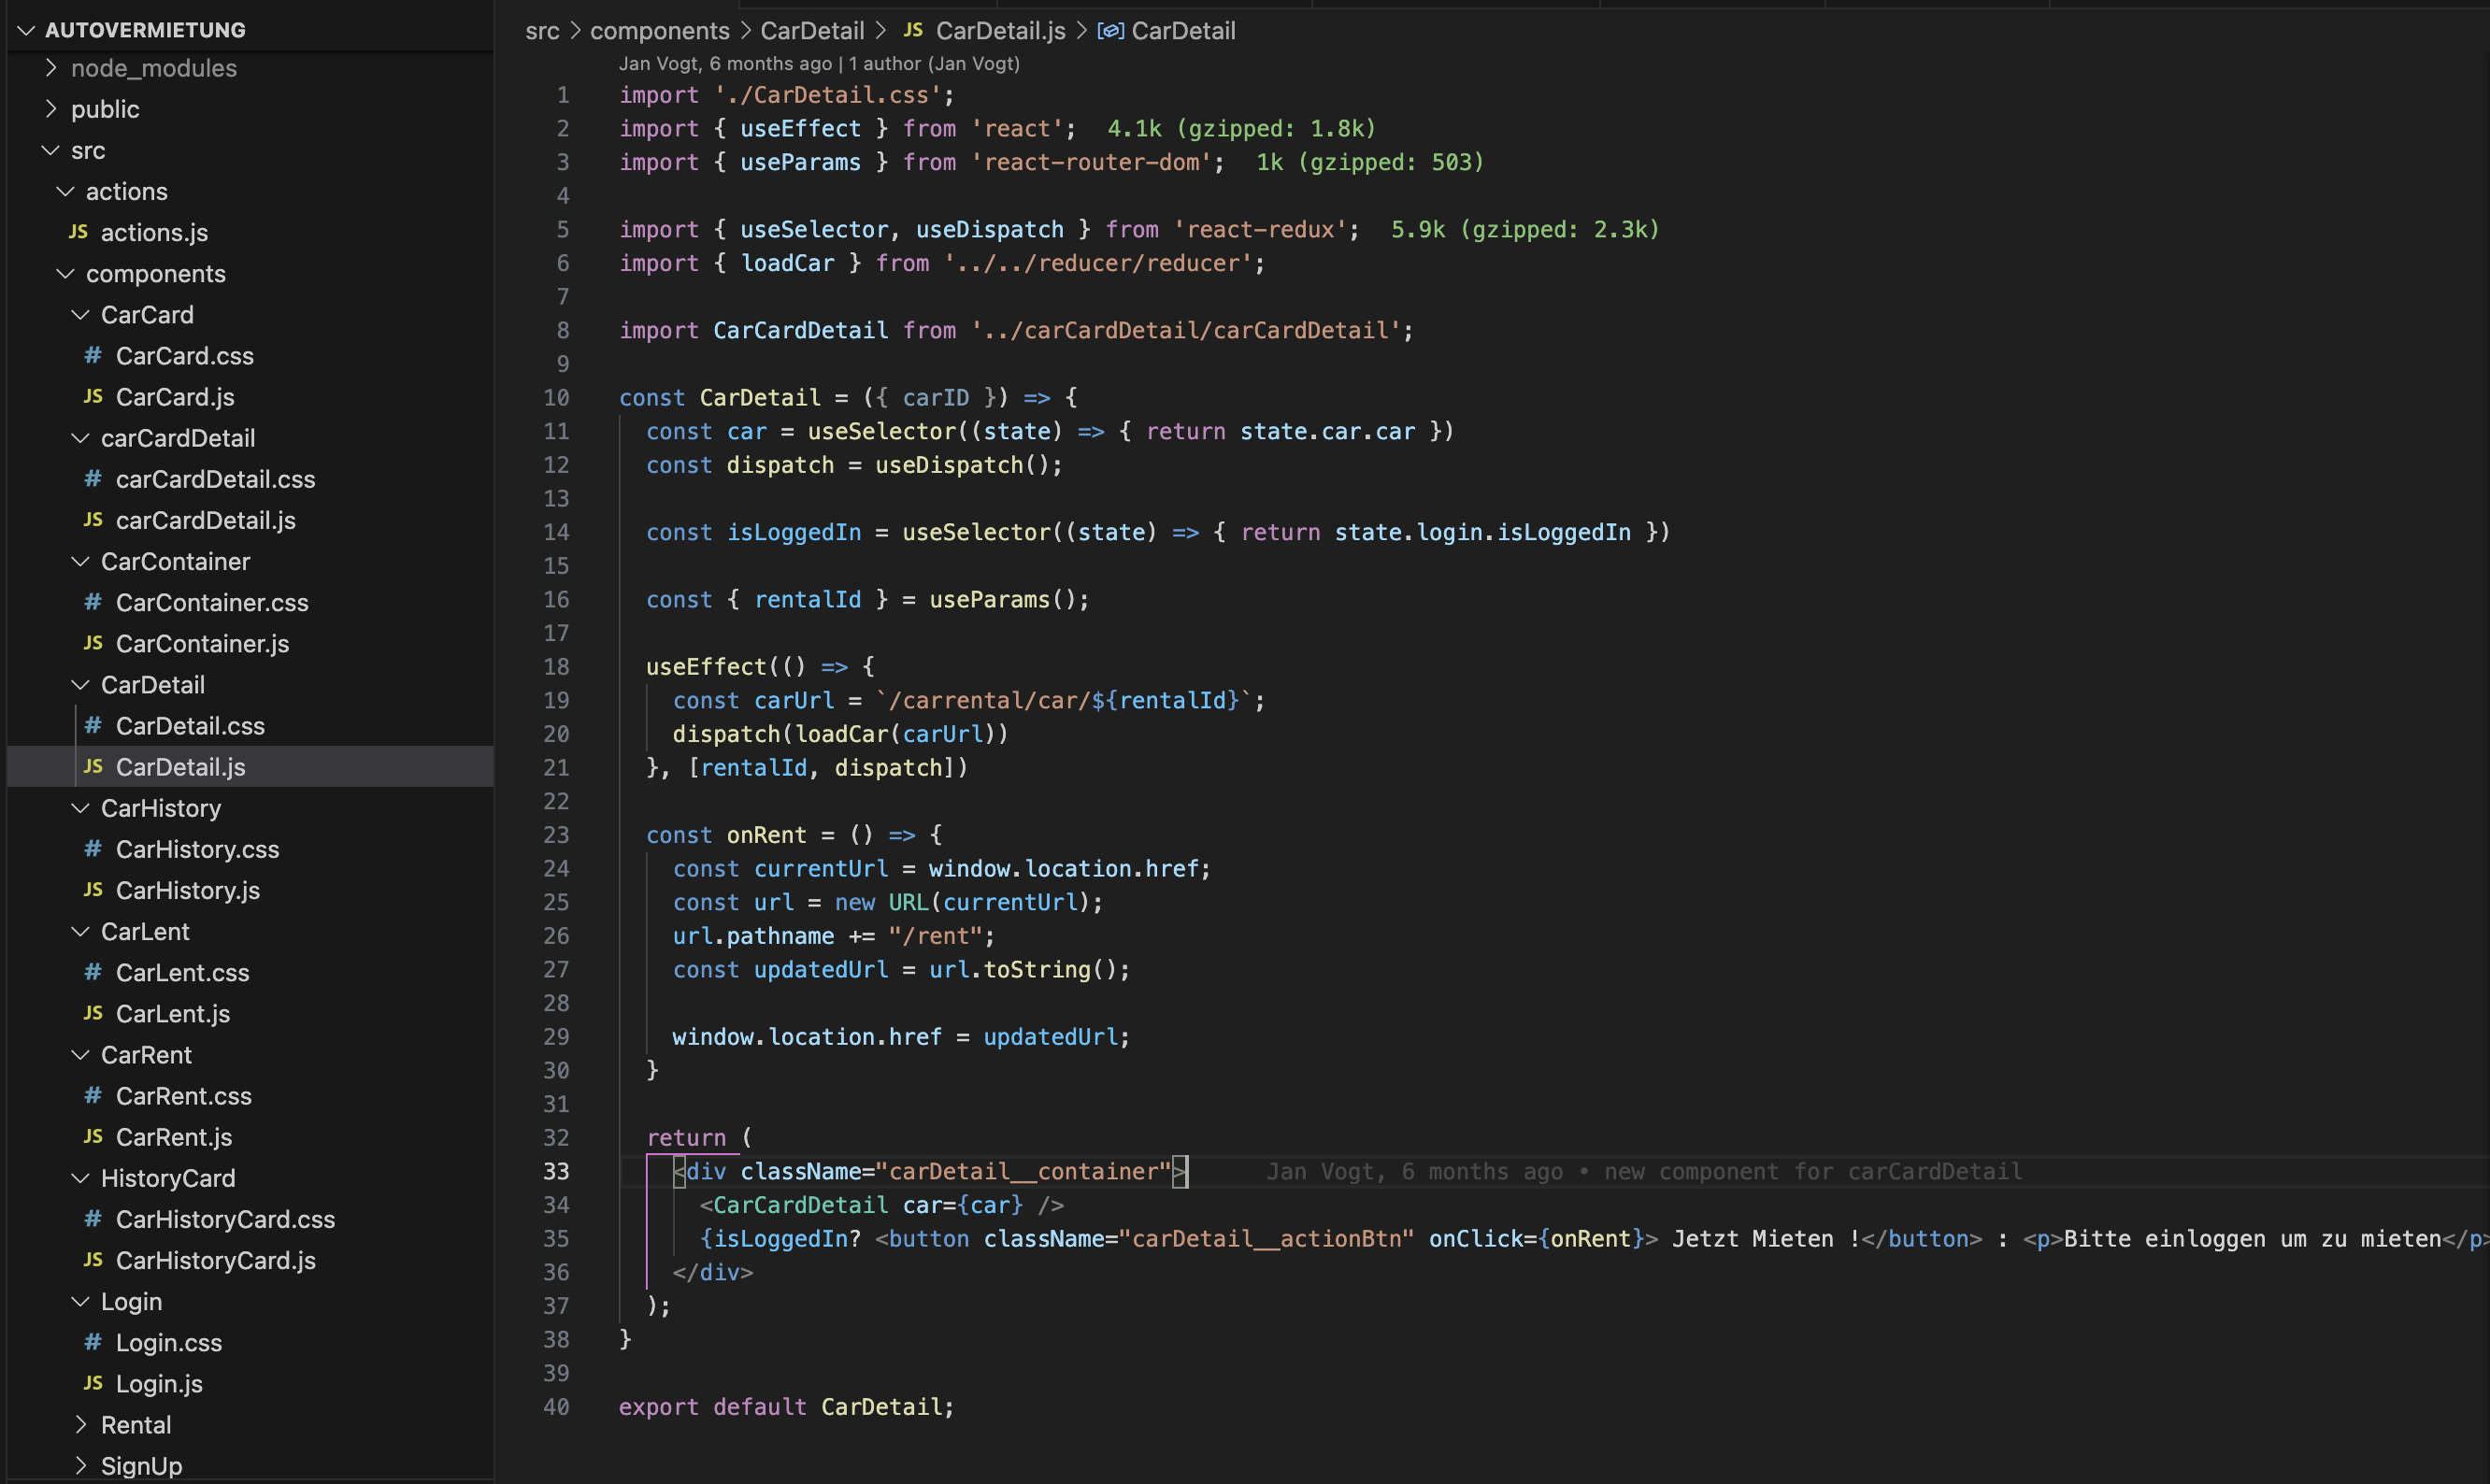 AUTOVERMIETUNG
node_modules
public
src
actions
JS actions.js
components
CarCard
# CarCard.css
JS CarCard.js
carCardDetail
# carCardDetail.css
JS carCardDetail.js
CarContainer
# CarContainer.css
JS CarContainer.js
CarDetail
# CarDetail.css
JS CarDetail.js
CarHistory
# CarHistory.css
JS CarHistory.js
CarLent
# CarLent.css
JS CarLent.js
CarRent
# CarRent.css
JS CarRent.js
HistoryCard
# CarHistoryCard.css
JS CarHistoryCard.js
Login
# Login.css
JS Login.js
Rental
SignUp
src > components > CarDetail > JS CarDetail.js > CarDetail
Jan Vogt, 6 months ago | 1 author (Jan Vogt)
1 import './CarDetail.css';
2 import { useEffect } from 'react'; 4.1k (gzipped: 1.8k)
3 import { useParams } from 'react-router-dom'; 1k (gzipped: 503)
4
5 import { useSelector, useDispatch } from 'react-redux'; 5.9k (gzipped: 2.3k)
6 import { loadCar } from '../../reducer/reducer';
7
8 import CarCardDetail from '../carCardDetail/carCardDetail';
9
10 const CarDetail = ({ carID }) => {
11 const car = useSelector((state) => { return state.car.car })
12 const dispatch = useDispatch();
13
14 const isLoggedIn = useSelector((state) => { return state.login.isLoggedIn })
15
16 const { rentalId } = useParams();
17
18 useEffect(() => {
19 const carUrl = `/carrental/car/${rentalId}`;
20 dispatch(loadCar(carUrl))
21 }, [rentalId, dispatch])
22
23 const onRent = () => {
24 const currentUrl = window.location.href;
25 const url = new URL(currentUrl);
26 url.pathname += "/rent";
27 const updatedUrl = url.toString();
28
29 window.location.href = updatedUrl;
30 }
31
32 return (
33 <div className="carDetail__container"> Jan Vogt, 6 months ago • new component for carCardDetail
34 <CarCardDetail car={car} />
35 {isLoggedIn? <button className="carDetail__actionBtn" onClick={onRent}> Jetzt Mieten !</button> : <p>Bitte einloggen um zu mieten</p>
36 </div>
37 );
38 }
39
40 export default CarDetail;